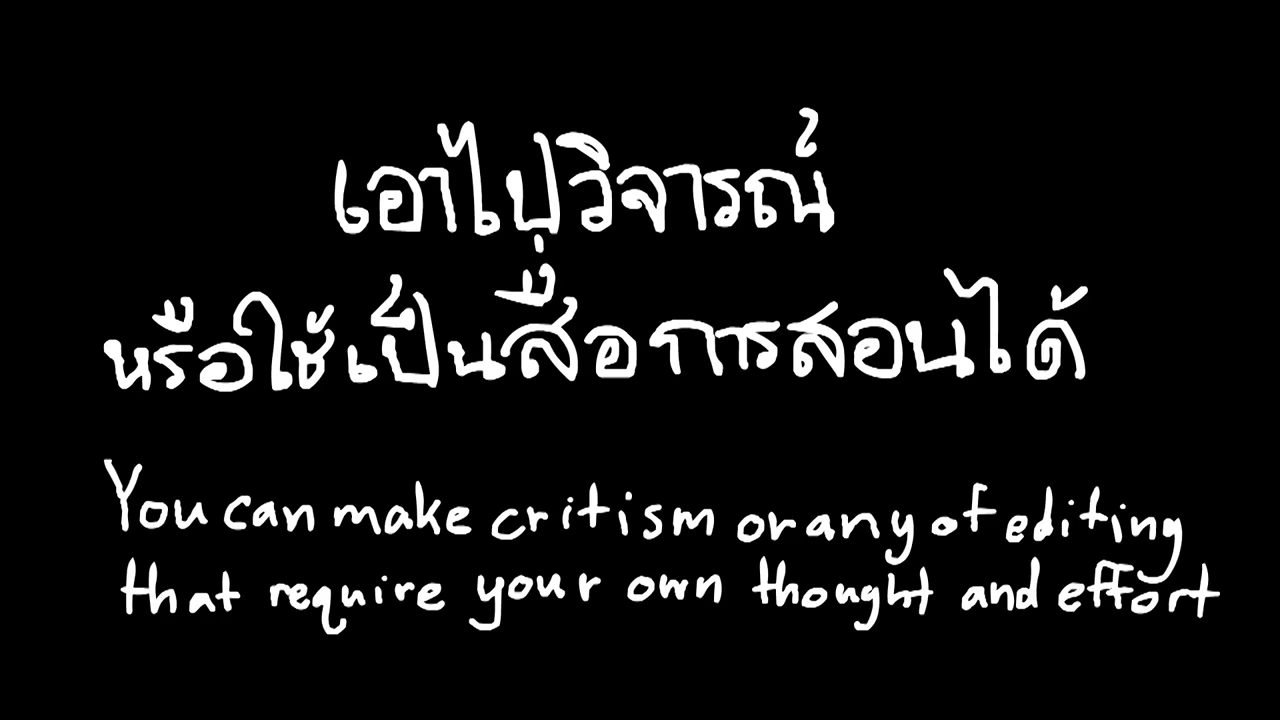 เอาไปวิจารณ์
หรือใช้เป็นสื่อการสอนได้
You can make critism or any of editing
that require your own thought and effort